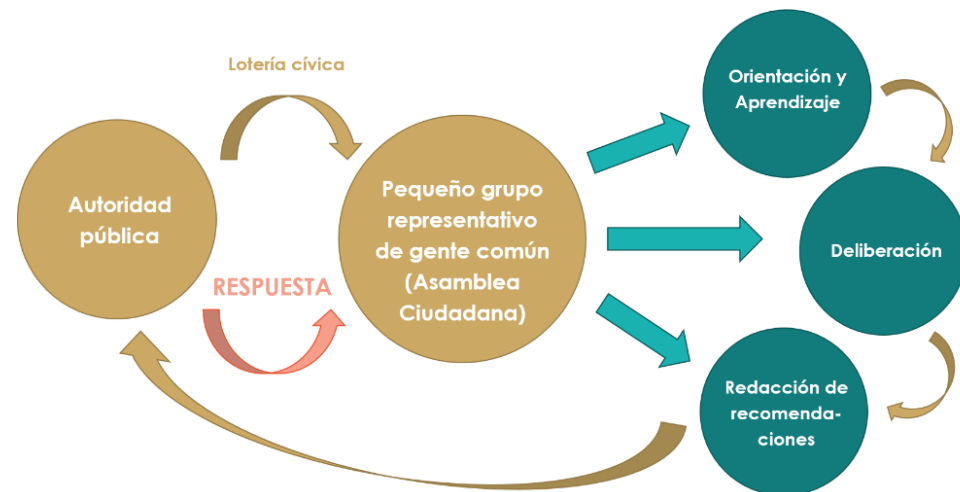 Lotería cívica
Autoridad
pública
RESPUESTA
Pequeño grupo
representativo
de gente común
(Asamblea
Ciudadana)
Orientación y
Aprendizaje
Deliberación
Redacción de
recomenda-
ciones